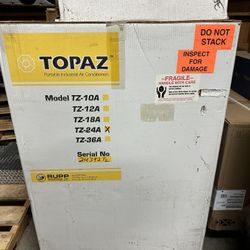 TOPAZ
Portable Industrial Air Conditioners
DO NOT
STACK
INSPECT
FOR
DAMAGE
-FRAGILE-
HANDLE WITH CARE
Model TZ-10A
TZ-12A
TZ-18A
TZ-24A X
TZ-36A
Serial No
RUPP